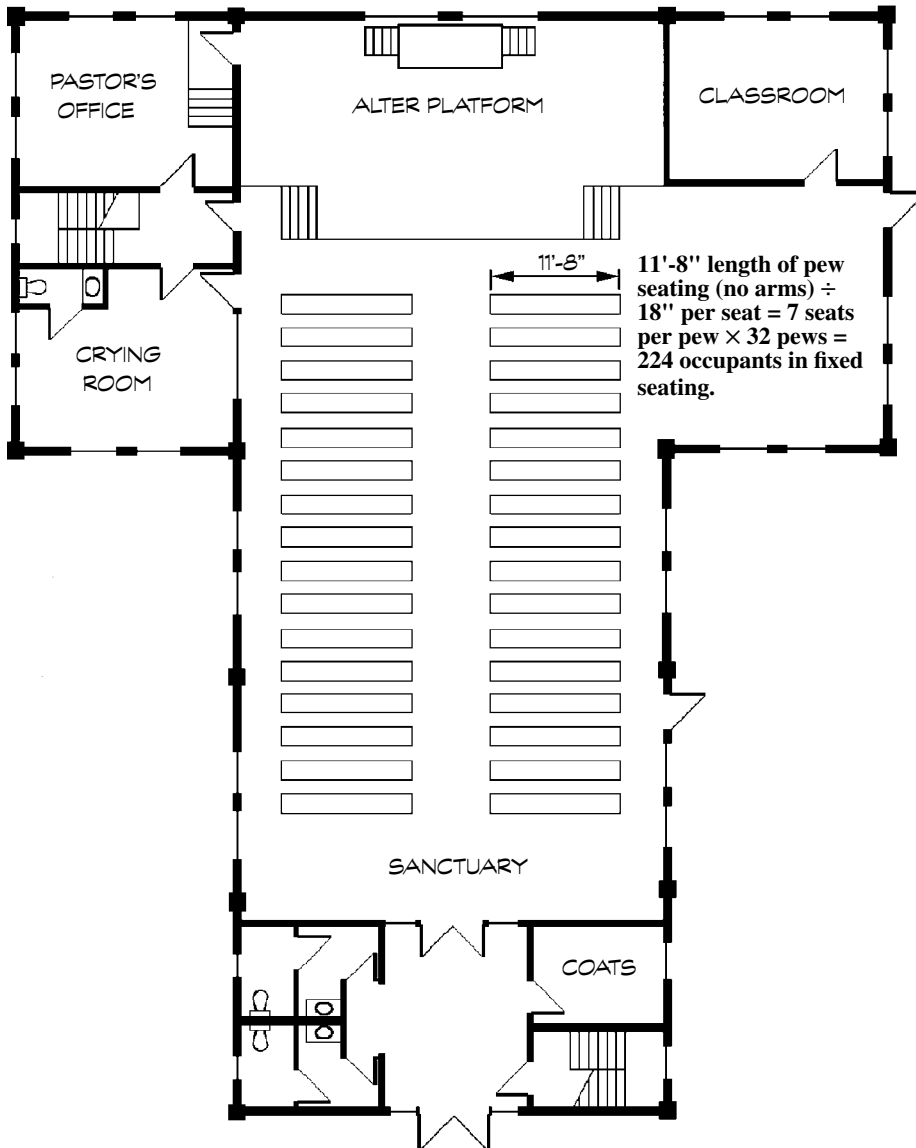 PASTOR'S
OFFICE
ALTER PLATFORM
CLASSROOM
11'-8"
11'-8" length of pew
seating (no arms) ÷
18" per seat = 7 seats
per pew × 32 pews =
224 occupants in fixed
seating.
CRYING
ROOM
SANCTUARY
COATS